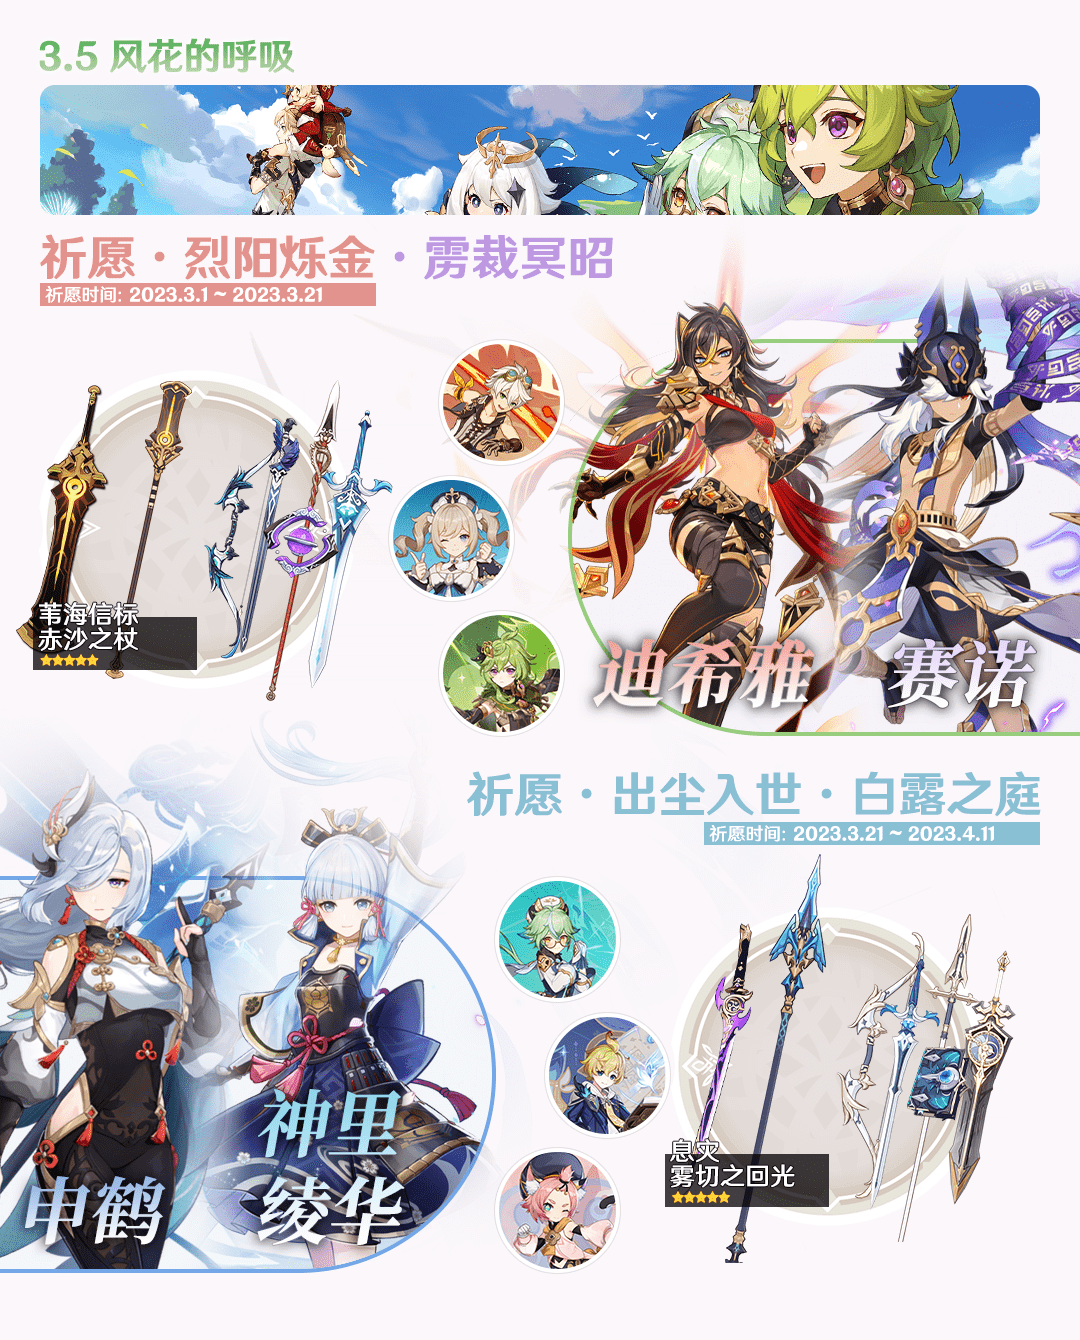 3.5 风花的呼吸
祈愿·烈阳烁金·雳裁冥昭
祈愿时间: 2023.3.1 ~ 2023.3.21
苇海信标
赤沙之杖
迪希雅
赛诺
祈愿·出尘入世·白露之庭
祈愿时间: 2023.3.21 ~ 2023.4.11
申鹤
神里
绫华
息灾
雾切之回光